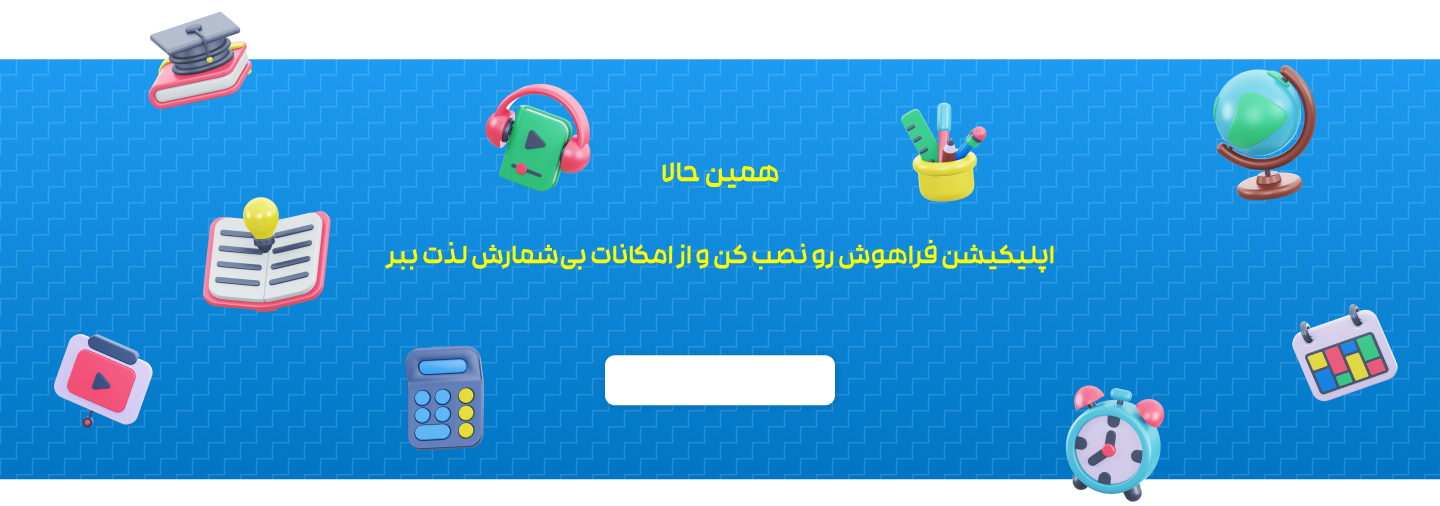 همین حالا
اپلیکیشن فراهوش رو نصب کن و از امکانات بی‌شمارش لذت ببر